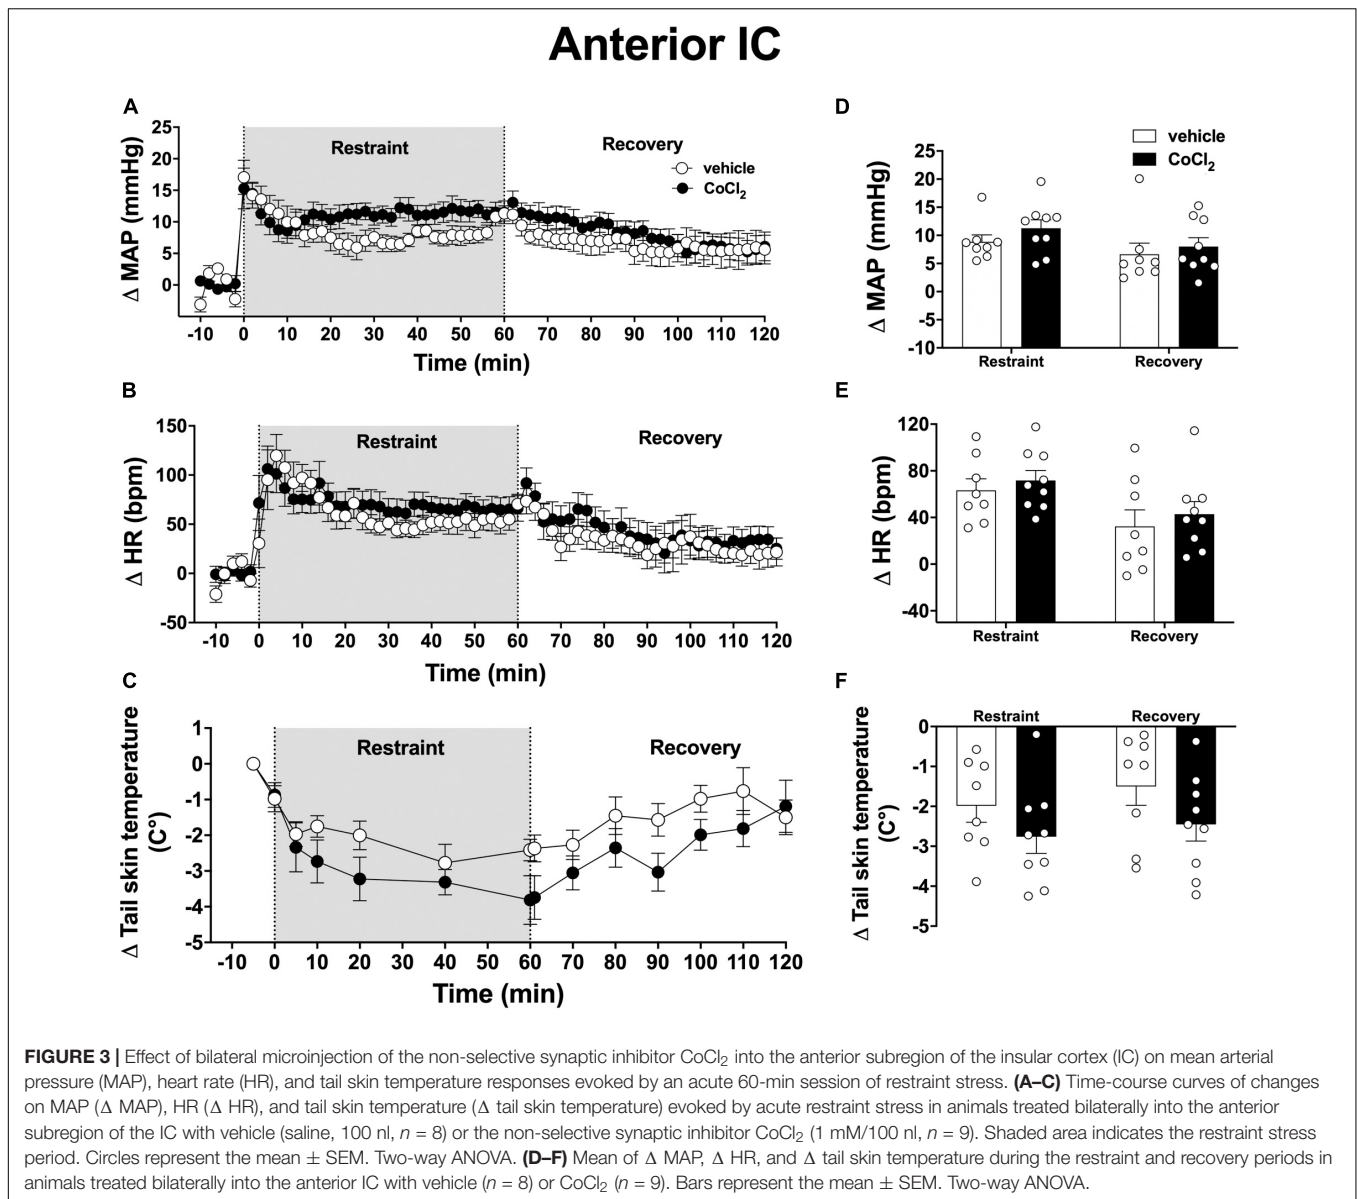 Anterior IC
A
Δ MAP (mmHg)
25
20
15
10
5
0
Restraint
Recovery
vehicle
CoCl₂
-10 0 10 20 30 40 50 60 70 80 90 100 110 120
Time (min)
B
Δ HR (bpm)
150
100
50
0
-50
Restraint
Recovery
-10 0 10 20 30 40 50 60 70 80 90 100 110 120
Time (min)
C
Δ Tail skin temperature
(C°)
1
0
-1
-2
-3
-4
-5
Restraint
Recovery
-10 0 10 20 30 40 50 60 70 80 90 100 110 120
Time (min)
D
vehicle
CoCl₂
Δ MAP (mmHg)
25
20
15
10
5
0
-5
-10
Restraint Recovery
E
Δ HR (bpm)
120
80
40
0
-40
Restraint Recovery
F
Δ Tail skin temperature
(C°)
Restraint Recovery
0
-1
-2
-3
-4
-5
FIGURE 3 | Effect of bilateral microinjection of the non-selective synaptic inhibitor CoCl₂ into the anterior subregion of the insular cortex (IC) on mean arterial
pressure (MAP), heart rate (HR), and tail skin temperature responses evoked by an acute 60-min session of restraint stress. (A–C) Time-course curves of changes
on MAP (Δ MAP), HR (Δ HR), and tail skin temperature (Δ tail skin temperature) evoked by acute restraint stress in animals treated bilaterally into the anterior
subregion of the IC with vehicle (saline, 100 nl, n = 8) or the non-selective synaptic inhibitor CoCl₂ (1 mM/100 nl, n = 9). Shaded area indicates the restraint stress
period. Circles represent the mean ± SEM. Two-way ANOVA. (D–F) Mean of Δ MAP, Δ HR, and Δ tail skin temperature during the restraint and recovery periods in
animals treated bilaterally into the anterior IC with vehicle (n = 8) or CoCl₂ (n = 9). Bars represent the mean ± SEM. Two-way ANOVA.